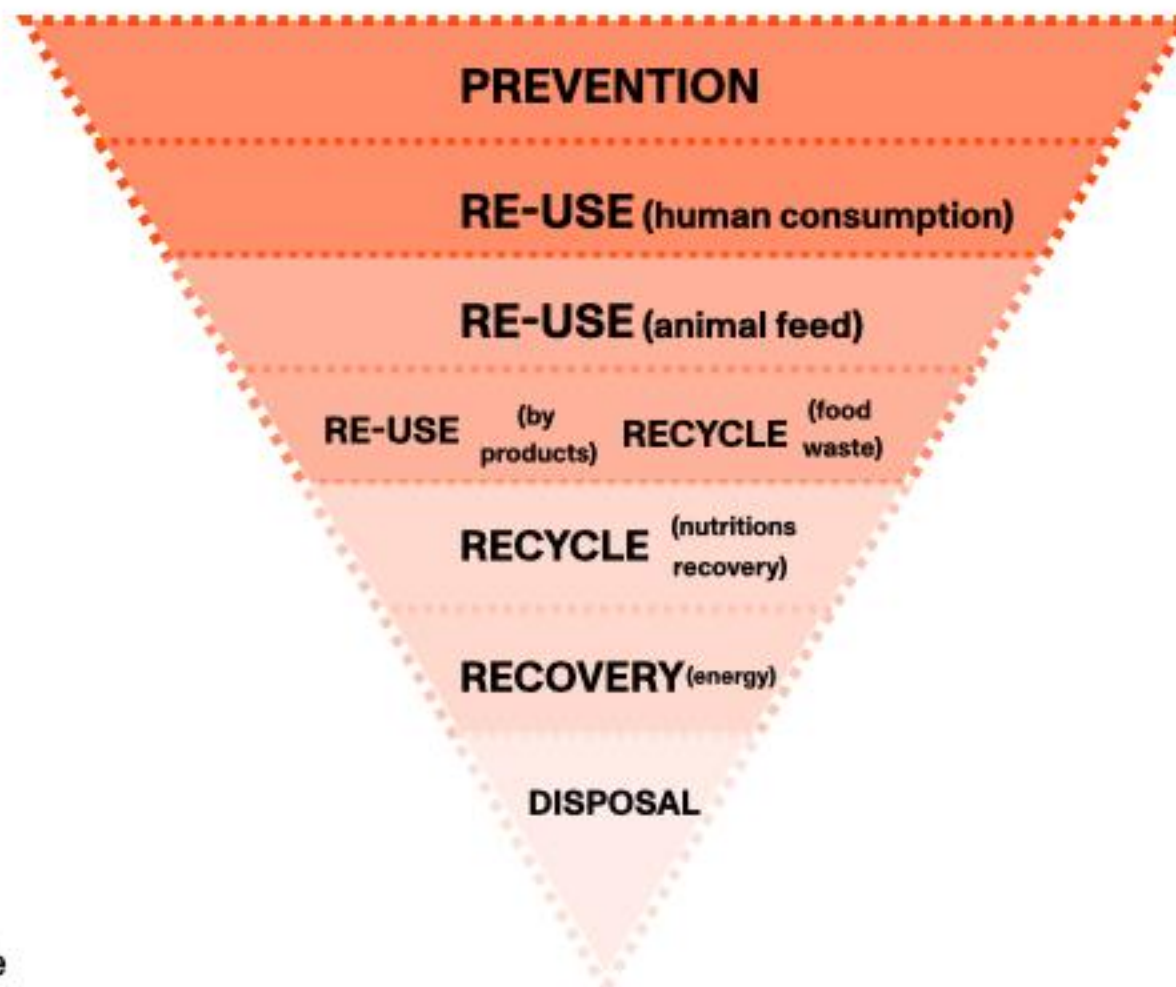 PREVENTION
RE-USE (human consumption)
RE-USE (animal feed)
RE-USE (by products) RECYCLE (food waste)
RECYCLE (nutritions recovery)
RECOVERY (energy)
DISPOSAL
e